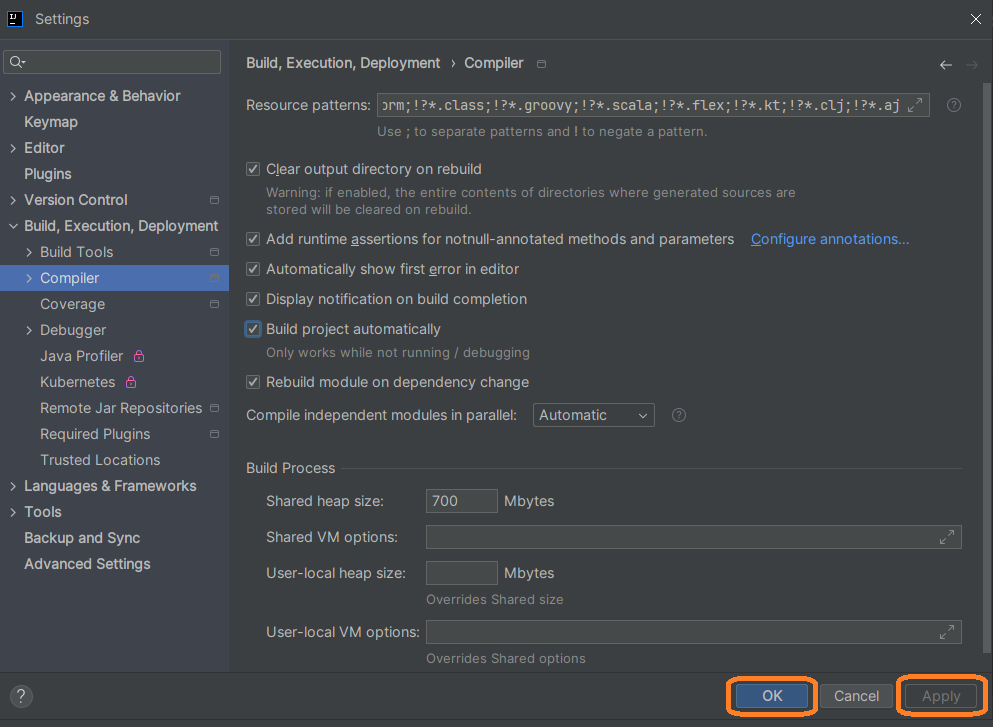 Settings
Appearance & Behavior
Keymap
Editor
Plugins
Version Control
Build, Execution, Deployment
Build Tools
Compiler
Coverage
Debugger
Java Profiler
Kubernetes
Remote Jar Repositories
Required Plugins
Trusted Locations
Languages & Frameworks
Tools
Backup and Sync
Advanced Settings
Build, Execution, Deployment › Compiler
Resource patterns: orm;!?*.class;!?*.groovy;!?*.scala;!?*.flex;!?*.kt;!?*.clj;!?*.aj
Use ; to separate patterns and ! to negate a pattern.
Clear output directory on rebuild
Warning: if enabled, the entire contents of directories where generated sources are
stored will be cleared on rebuild.
Add runtime assertions for notnull-annotated methods and parameters Configure annotations...
Automatically show first error in editor
Display notification on build completion
Build project automatically
Only works while not running / debugging
Rebuild module on dependency change
Compile independent modules in parallel: Automatic
Build Process
Shared heap size: 700 Mbytes
Shared VM options:
User-local heap size: Mbytes
Overrides Shared size
User-local VM options:
Overrides Shared options
? OK Cancel Apply